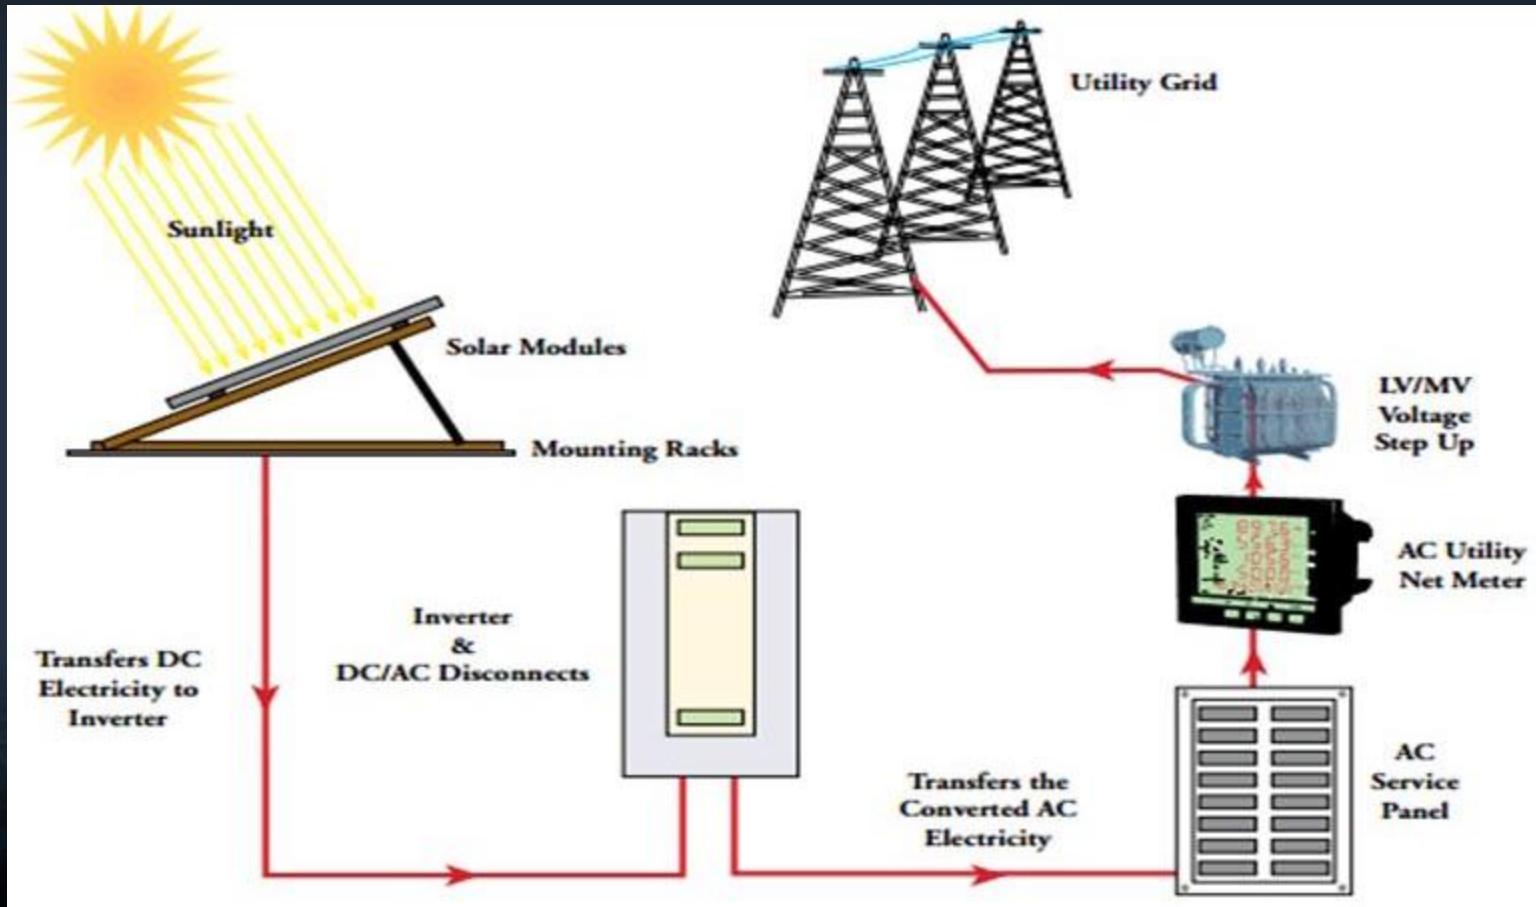 Utility Grid
Sunlight
Solar Modules
Mounting Racks
LV/MV
Voltage
Step Up
AC Utility
Net Meter
Inverter
&
DC/AC Disconnects
Transfers DC
Electricity to
Inverter
Transfers the
Converted AC
Electricity
AC
Service
Panel